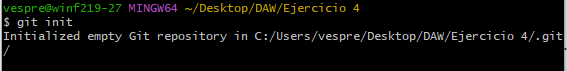 vespre@winf219-27 MINGW64 ~/Desktop/DAW/Ejercicio 4
$ git init
Initialized empty Git repository in C:/Users/vespre/Desktop/DAW/Ejercicio 4/.git
/